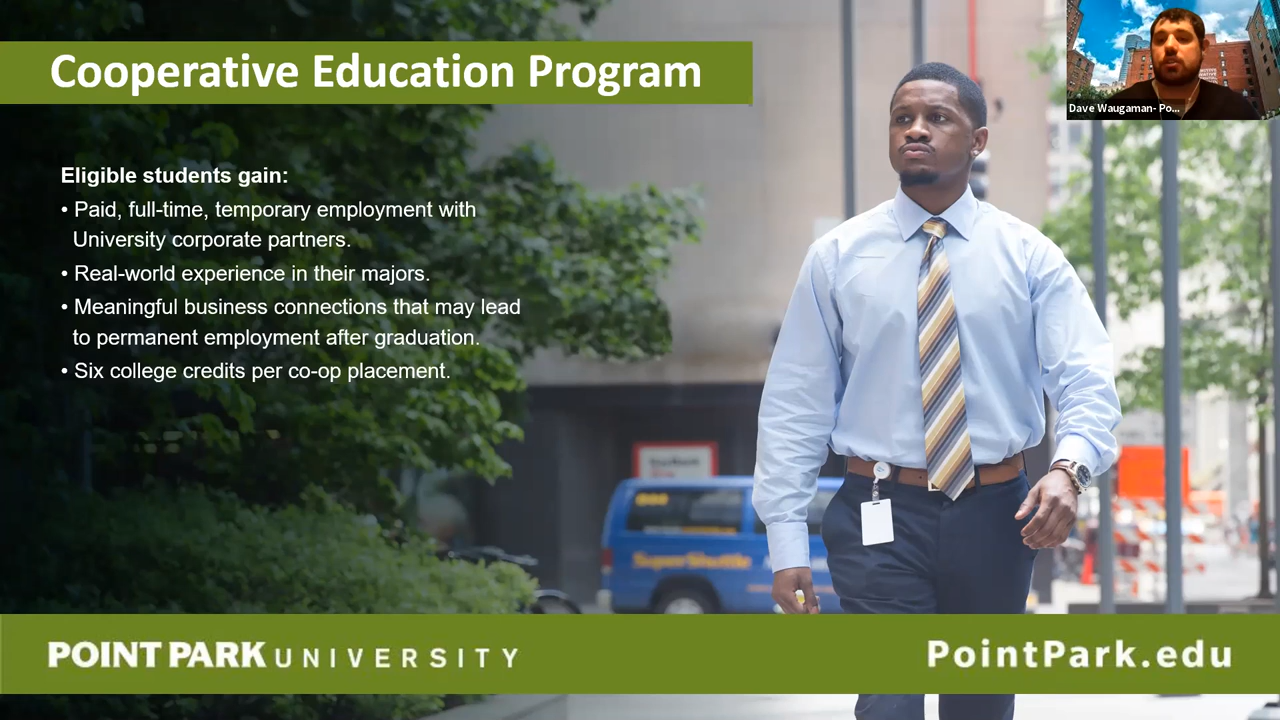 Cooperative Education Program
Dave Waugaman- Po...
Eligible students gain:
• Paid, full-time, temporary employment with
University corporate partners.
• Real-world experience in their majors.
• Meaningful business connections that may lead
to permanent employment after graduation.
• Six college credits per co-op placement.
SuperShuttle
POINT PARK UNIVERSITY
PointPark.edu